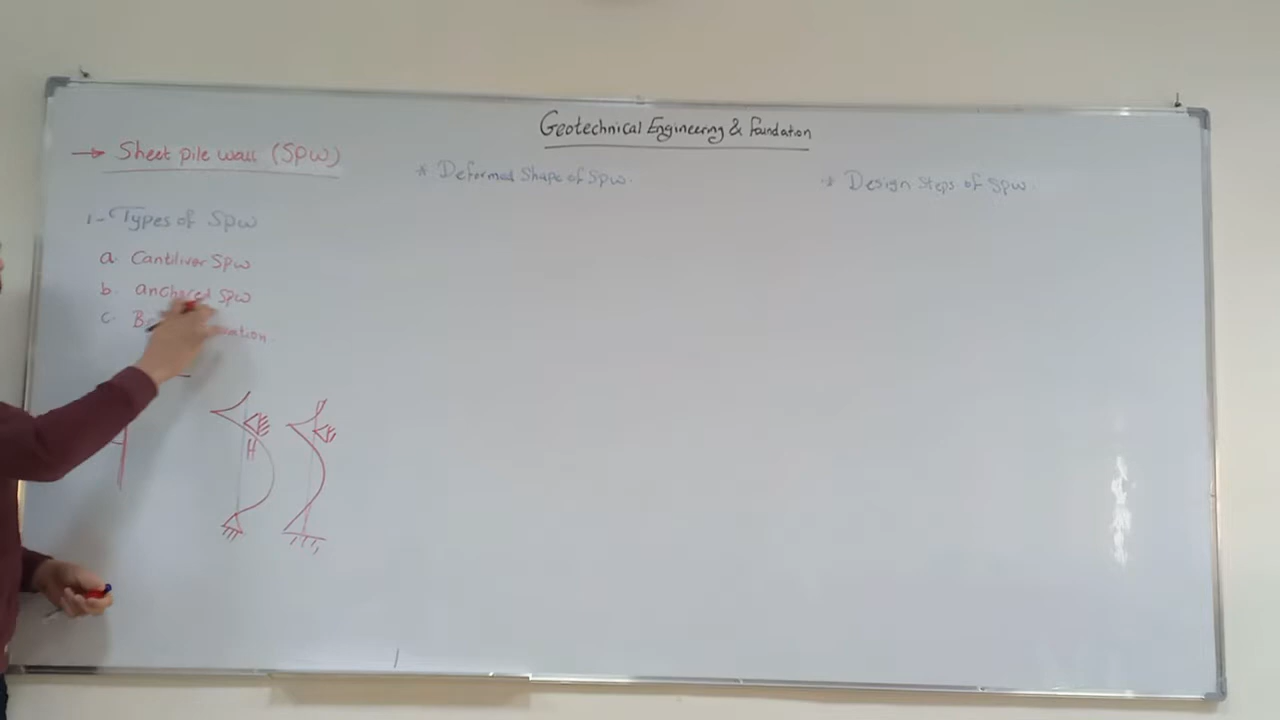 Geotechnical Engineering & Foundation
→ Sheet pile wall (SPW)
1- Types of Spw
a. Cantiliver Spw
b. anchored Spw
c.
* Deformed Shape of Spw.
* Design Steps of Spw.
H